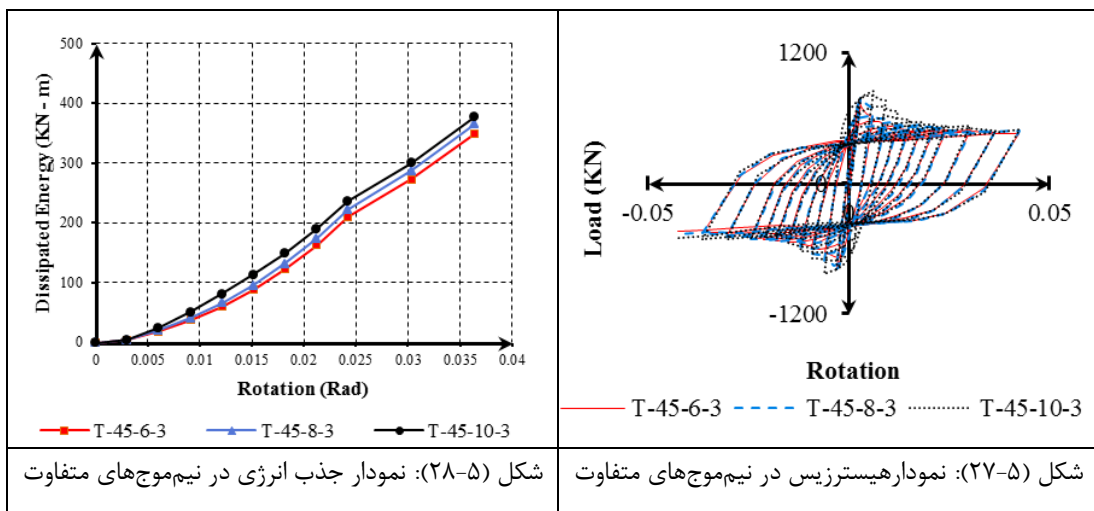 500
400
300
200
100
0
Dissipated Energy (KN - m)
0 0.005 0.01 0.015 0.02 0.025 0.03 0.035 0.04
Rotation (Rad)
T-45-6-3 T-45-8-3 T-45-10-3
1200
0
-1200
-0.05 0 0.05
Load (KN)
Rotation
T-45-6-3 T-45-8-3 T-45-10-3
شکل (۵-۲۷): نمودارهیسترزیس در نیم‌موج‌های متفاوت
شکل (۵-۲۸): نمودار جذب انرژی در نیم‌موج‌های متفاوت